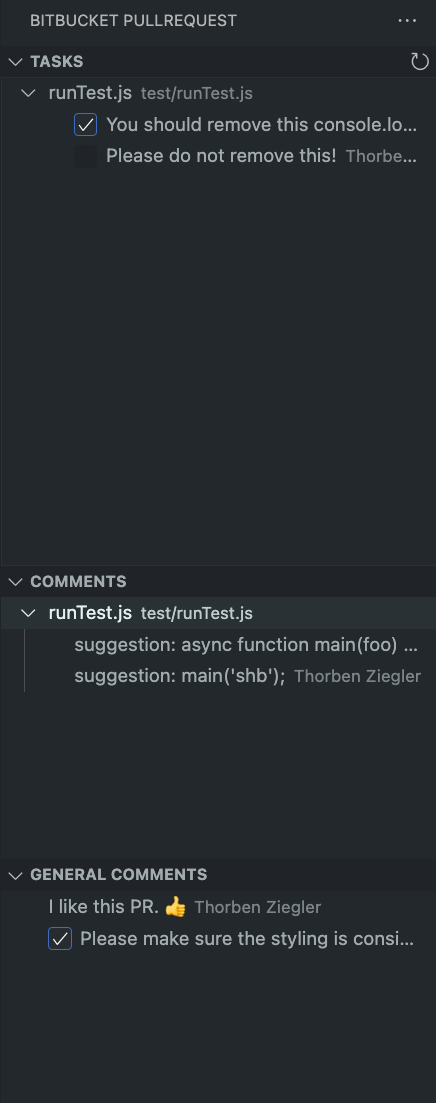 BITBUCKET PULLREQUEST ...
TASKS
runTest.js test/runTest.js
You should remove this console.lo...
Please do not remove this! Thorbe...
COMMENTS
runTest.js test/runTest.js
suggestion: async function main(foo) ...
suggestion: main('shb'); Thorben Ziegler
GENERAL COMMENTS
I like this PR. 👍 Thorben Ziegler
Please make sure the styling is consi...